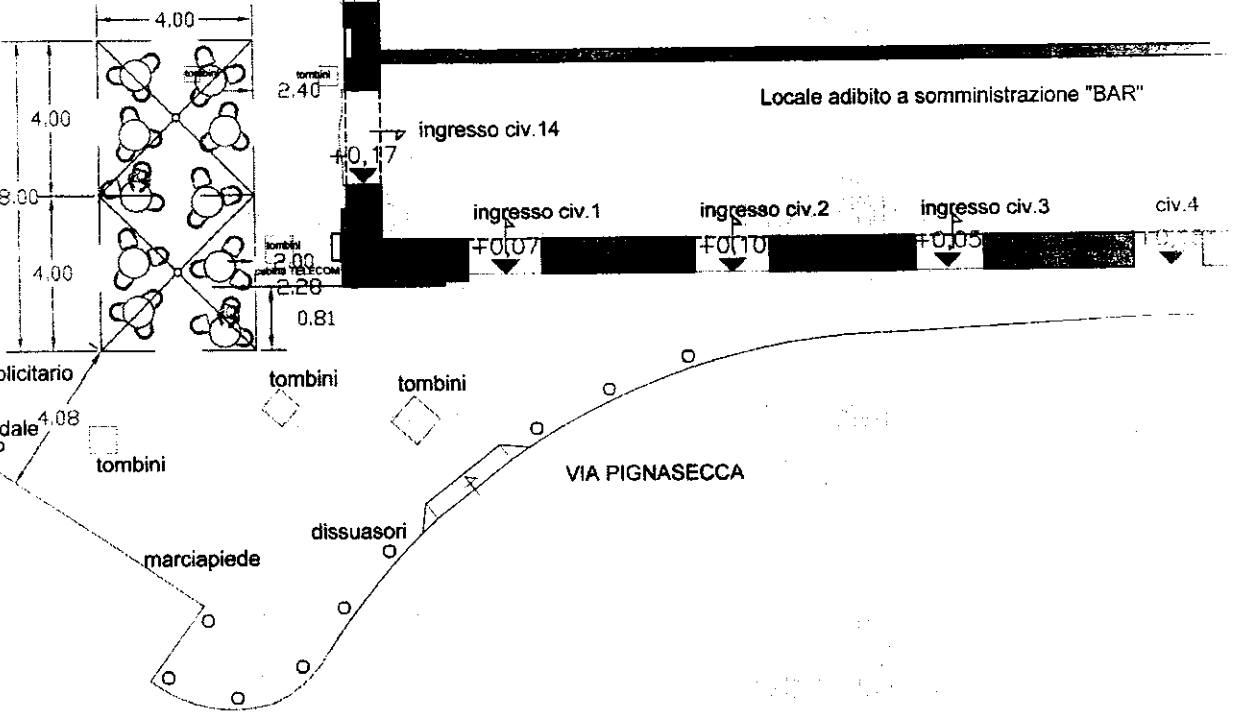 4.00
tombini
tombini
2.40
Locale adibito a somministrazione "BAR"
4.00
ingresso civ.14
+0,17
8.00
ingresso civ.1
ingresso civ.2
ingresso civ.3
civ.4
+0,07
+0,10
+0,05
tombini
2.00
TELECOM
2.28
4.00
0.81
tombini
tombini
4.08
tombini
VIA PIGNASECCA
dissuasori
marciapiede